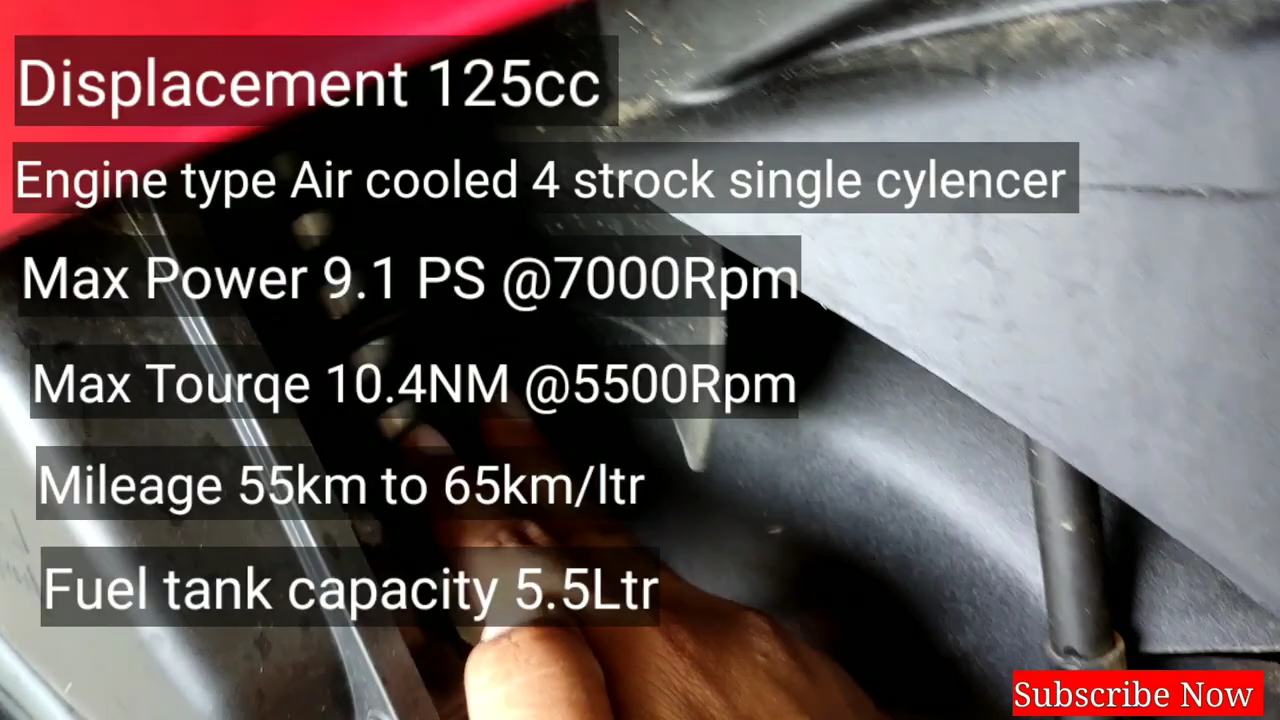 Displacement 125cc
Engine type Air cooled 4 strock single cylencer
Max Power 9.1 PS @7000Rpm
Max Tourqe 10.4NM @5500Rpm
Mileage 55km to 65km/ltr
Fuel tank capacity 5.5Ltr
Subscribe Now